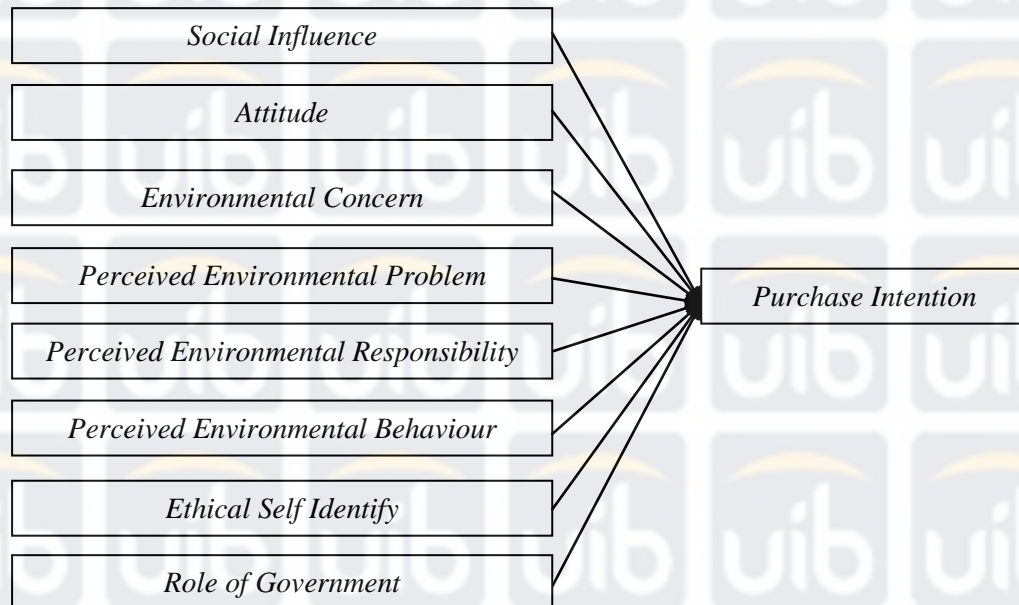 Social Influence
Attitude
Environmental Concern
Perceived Environmental Problem
Perceived Environmental Responsibility
Perceived Environmental Behaviour
Ethical Self Identify
Role of Government
Purchase Intention
uib